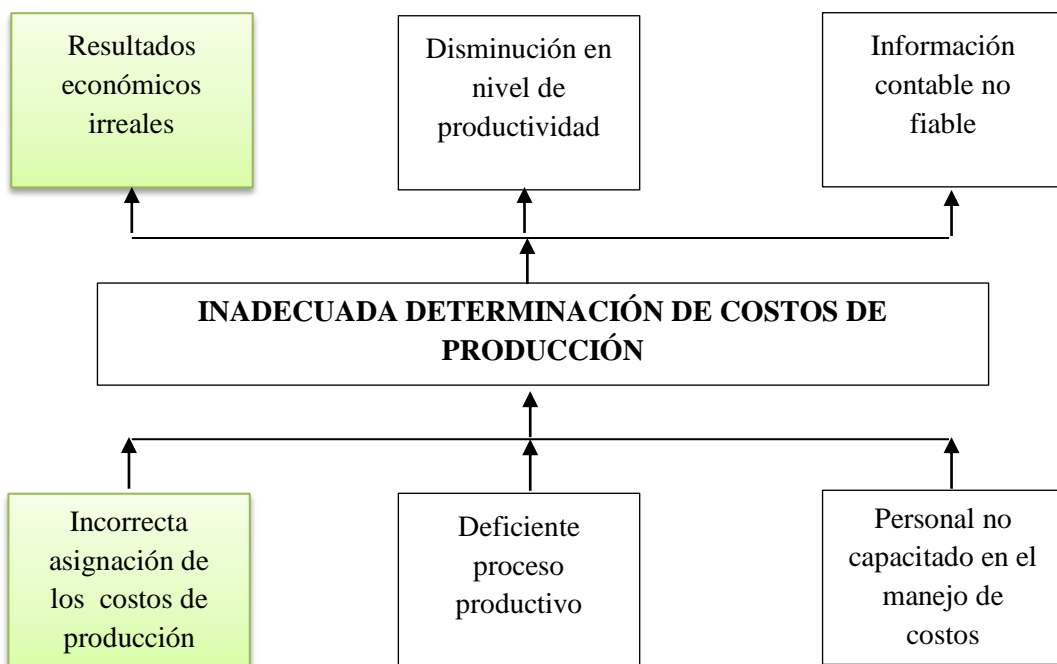 Resultados
económicos
irreales
Disminución en
nivel de
productividad
Información
contable no
fiable
INADECUADA DETERMINACIÓN DE COSTOS DE
PRODUCCIÓN
Incorrecta
asignación de
los costos de
producción
Deficiente
proceso
productivo
Personal no
capacitado en el
manejo de
costos